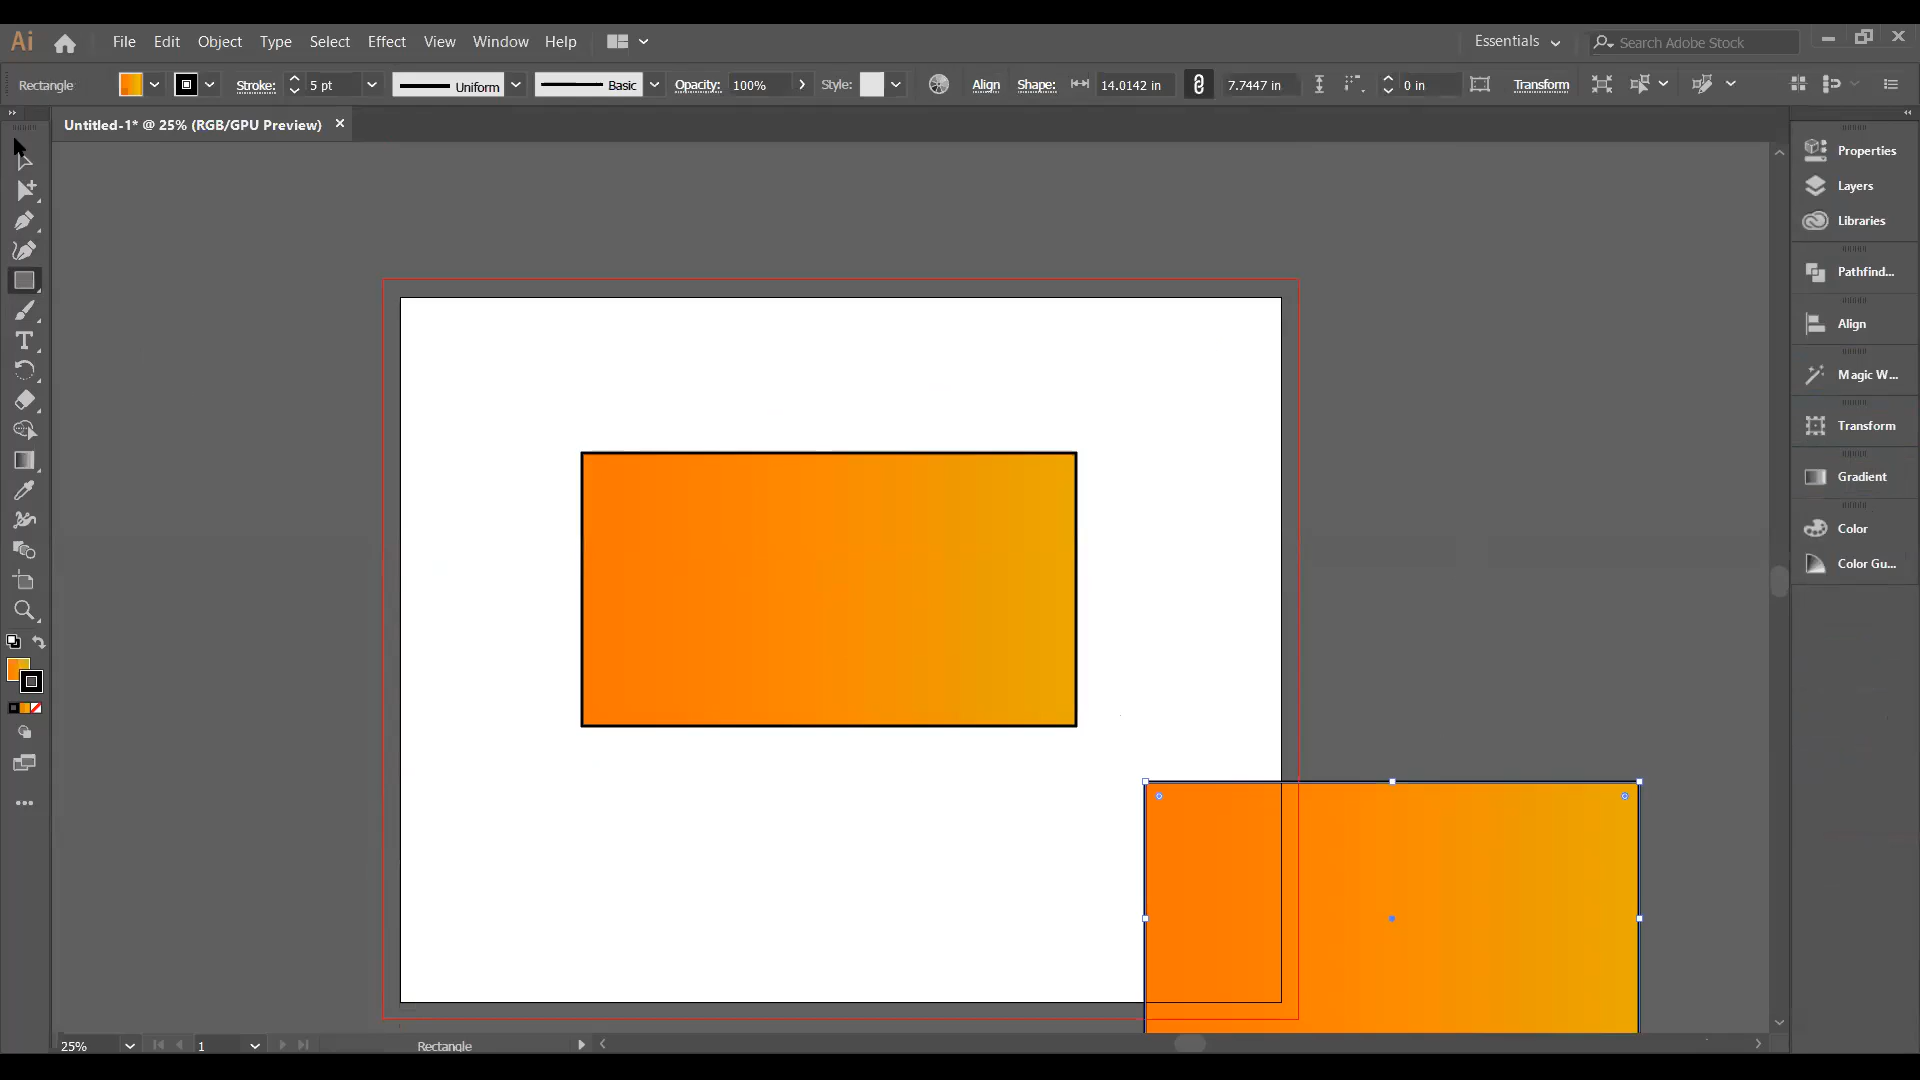 Ai File Edit Object Type Select Effect View Window Help Essentials Search Adobe Stock
Rectangle Stroke: 5 pt Uniform Basic Opacity: 100% Style: Align Shape: 14.0142 in 7.7447 in 0 in Transform
Untitled-1* @ 25% (RGB/GPU Preview)
Properties
Layers
Libraries
Pathfind...
Align
Magic W...
Transform
Gradient
Color
Color Gu...
25% 1 Rectangle